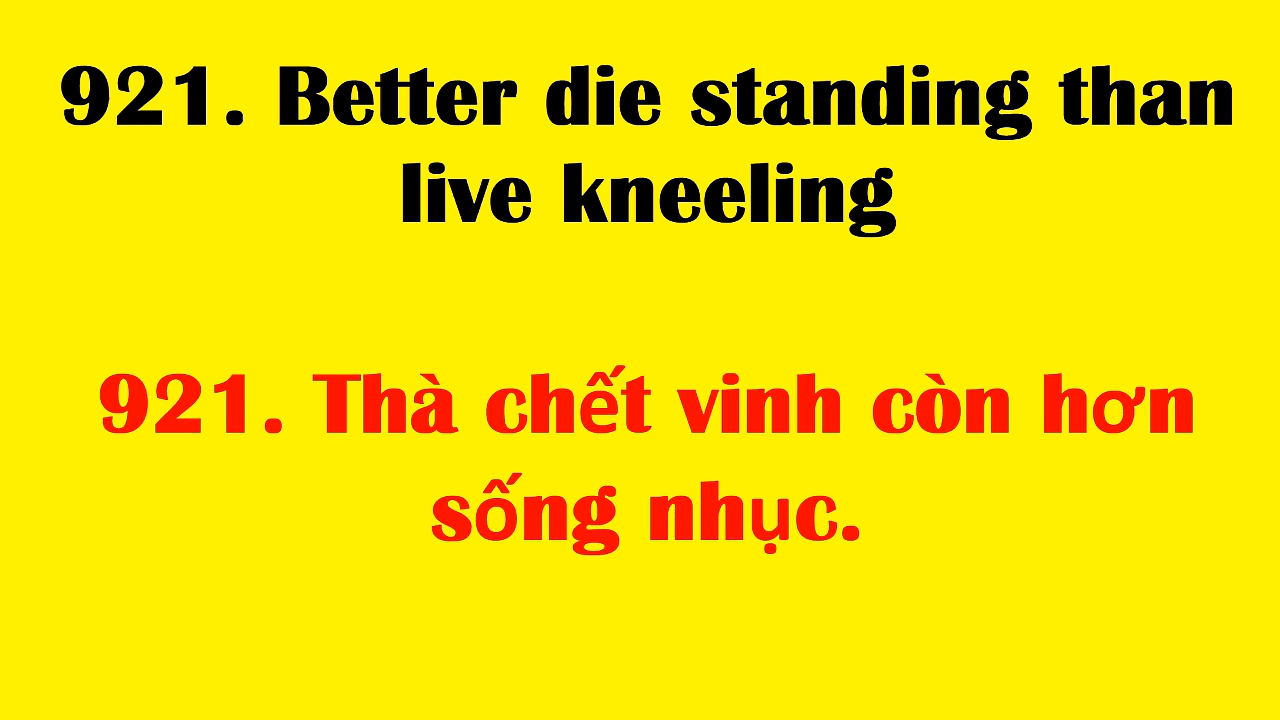 921. Better die standing than
live kneeling
921. Thà chết vinh còn hơn
sống nhục.